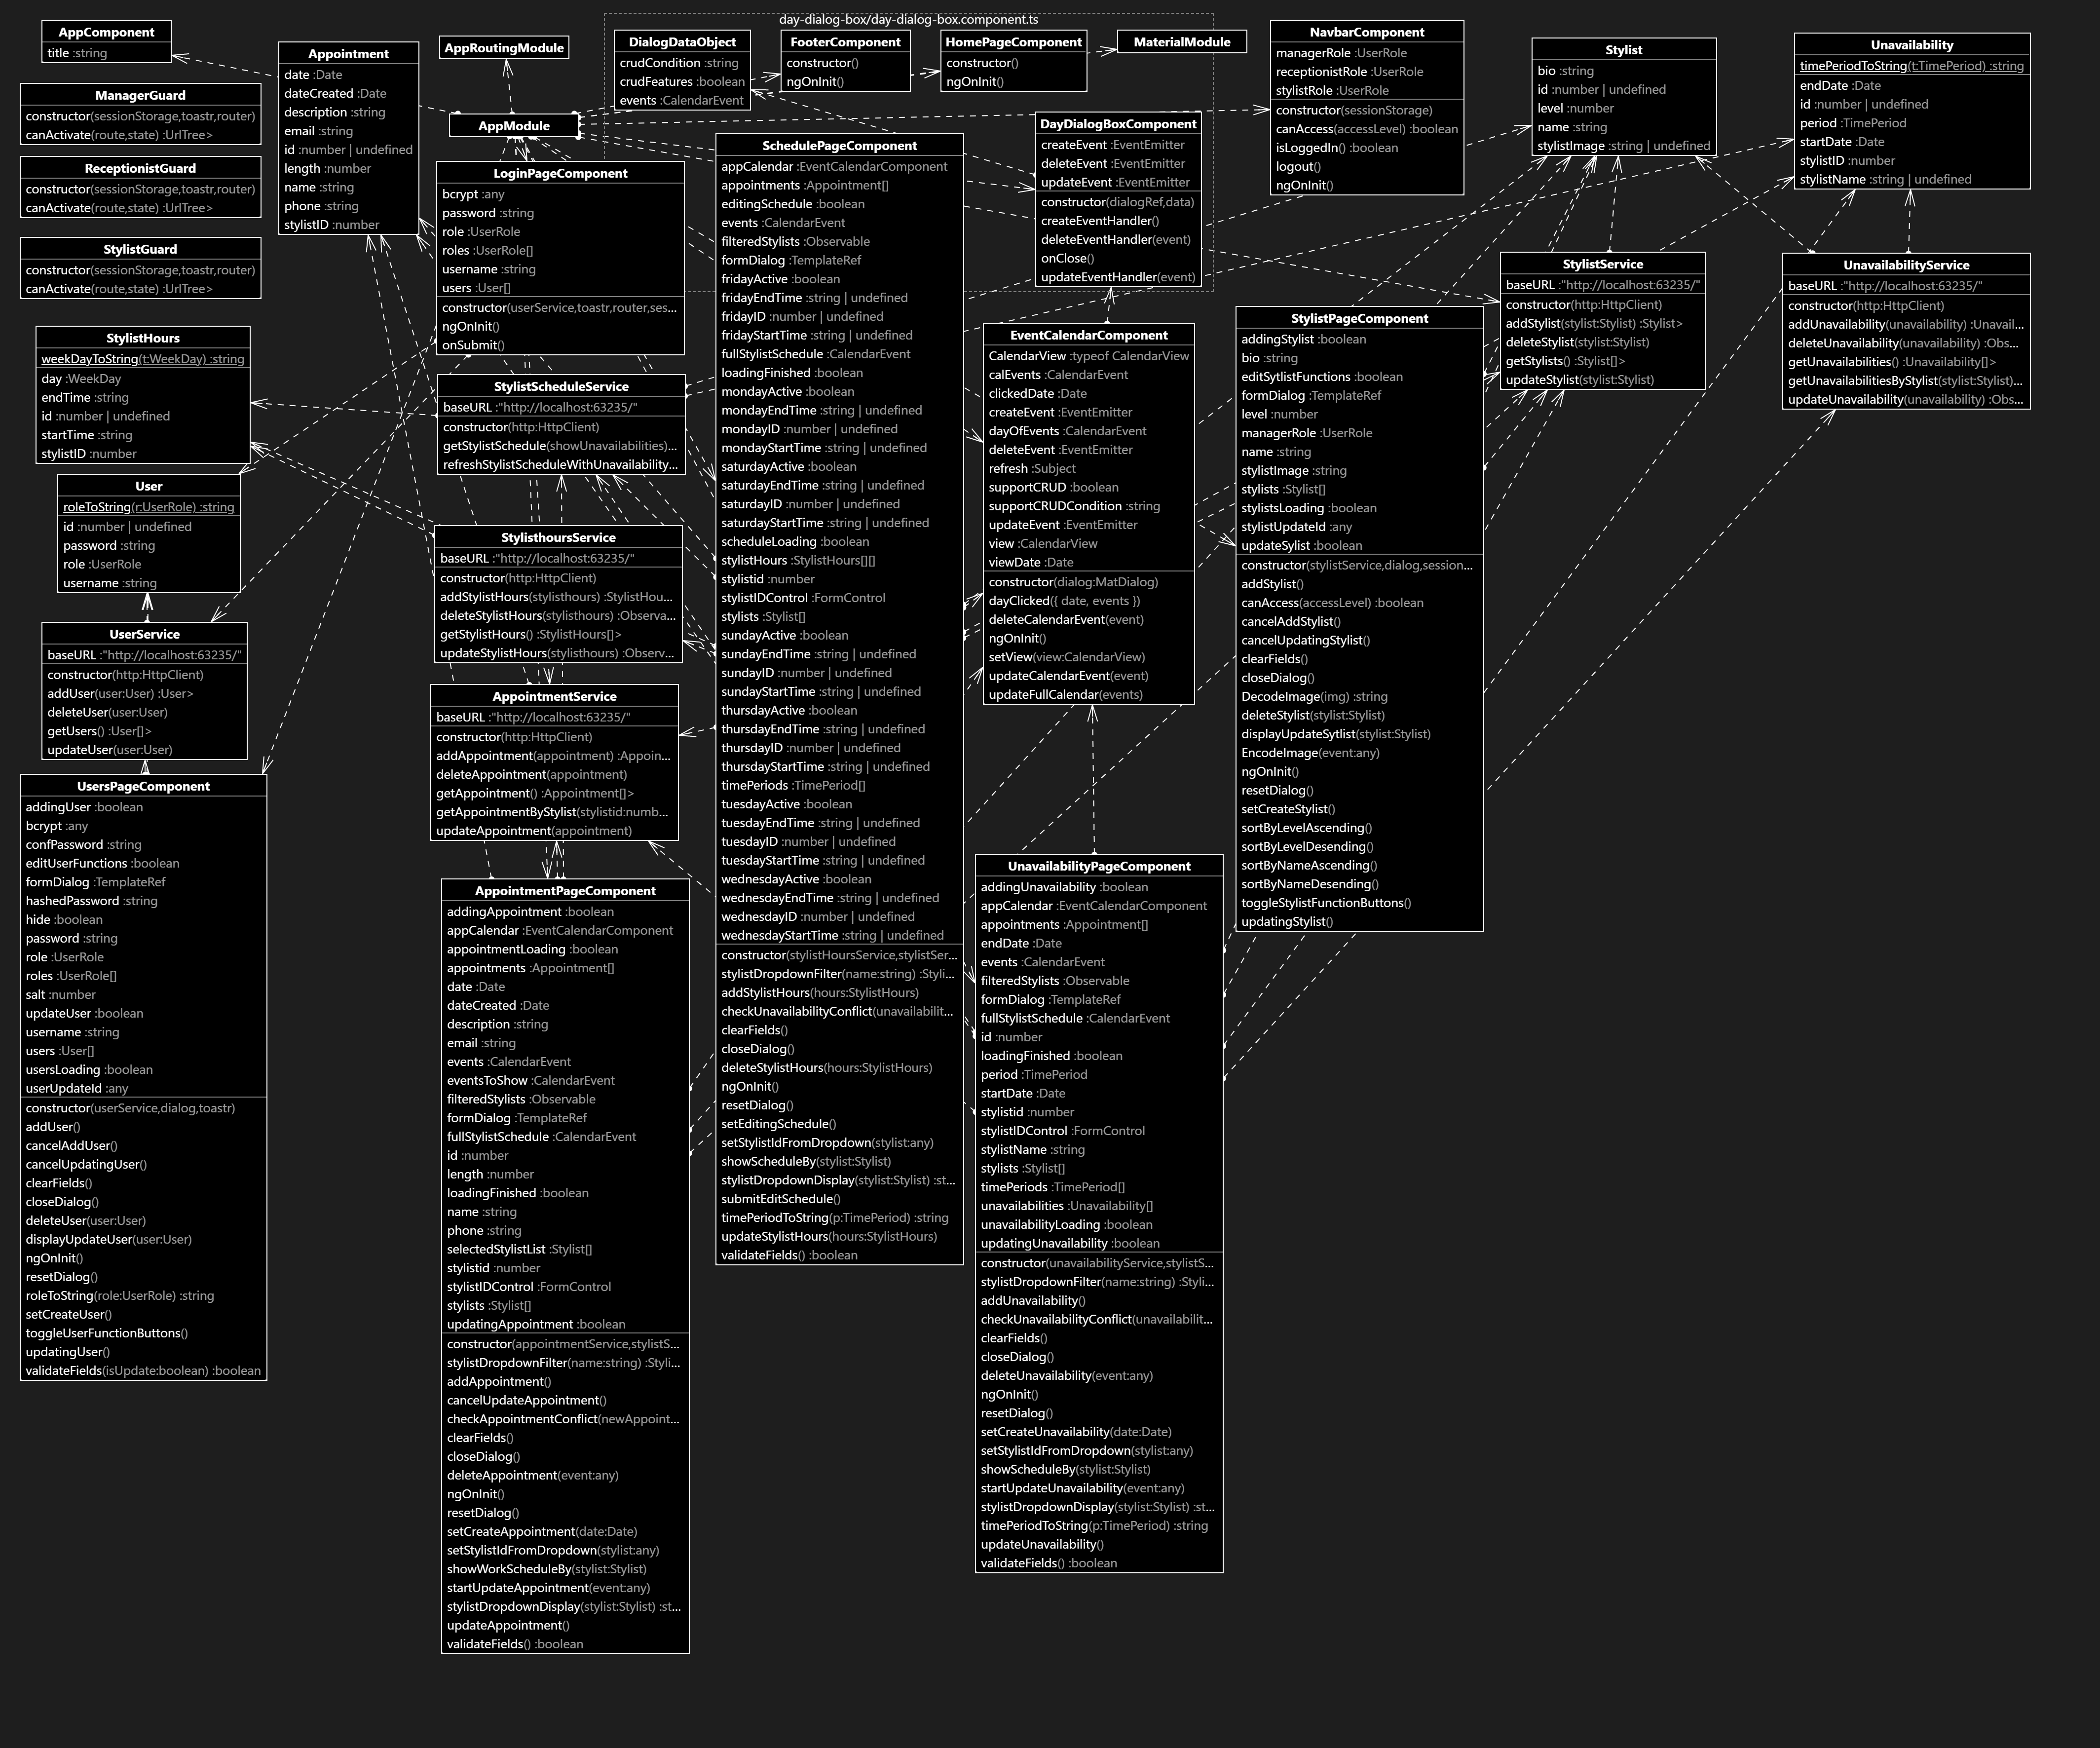 day-dialog-box/day-dialog-box.component.ts
AppComponent
title :string
ManagerGuard
constructor(sessionStorage,toastr,router)
canActivate(route,state) :UrlTree>
ReceptionistGuard
constructor(sessionStorage,toastr,router)
canActivate(route,state) :UrlTree>
StylistGuard
constructor(sessionStorage,toastr,router)
canActivate(route,state) :UrlTree>
StylistHours
weekDayToString(t:WeekDay) :string
day :WeekDay
endTime :string
id :number | undefined
startTime :string
stylistID :number
User
roleToString(r:UserRole) :string
id :number | undefined
password :string
role :UserRole
username :string
UserService
baseURL :"http://localhost:63235/"
constructor(http:HttpClient)
addUser(user:User) :User>
deleteUser(user:User)
getUsers() :User[]>
updateUser(user:User)
UsersPageComponent
addingUser :boolean
bcrypt :any
confPassword :string
editUserFunctions :boolean
formDialog :TemplateRef
hashedPassword :string
hide :boolean
password :string
role :UserRole
roles :UserRole[]
salt :number
updateUser :boolean
username :string
users :User[]
usersLoading :boolean
userUpdateId :any
constructor(userService,dialog,toastr)
addUser()
cancelAddUser()
cancelUpdatingUser()
clearFields()
closeDialog()
deleteUser(user:User)
displayUpdateUser(user:User)
ngOnInit()
resetDialog()
roleToString(role:UserRole) :string
setCreateUser()
toggleUserFunctionButtons()
updatingUser()
validateFields(isUpdate:boolean) :boolean
Appointment
date :Date
dateCreated :Date
description :string
email :string
id :number | undefined
length :number
name :string
phone :string
stylistID :number
AppRoutingModule
AppModule
LoginPageComponent
bcrypt :any
password :string
role :UserRole
roles :UserRole[]
username :string
users :User[]
constructor(userService,toastr,router,ses...
ngOnInit()
onSubmit()
StylistScheduleService
baseURL :"http://localhost:63235/"
constructor(http:HttpClient)
getStylistSchedule(showUnavailabilities)...
refreshStylistScheduleWithUnavailability...
StylisthoursService
baseURL :"http://localhost:63235/"
constructor(http:HttpClient)
addStylistHours(stylisthours) :StylistHou...
deleteStylistHours(stylisthours) :Observa...
getStylistHours() :StylistHours[]>
updateStylistHours(stylisthours) :Observ...
AppointmentService
baseURL :"http://localhost:63235/"
constructor(http:HttpClient)
addAppointment(appointment) :Appoin...
deleteAppointment(appointment)
getAppointment() :Appointment[]>
getAppointmentByStylist(stylistid:numb...
updateAppointment(appointment)
AppointmentPageComponent
addingAppointment :boolean
appCalendar :EventCalendarComponent
appointmentLoading :boolean
appointments :Appointment[]
date :Date
dateCreated :Date
description :string
email :string
events :CalendarEvent
eventsToShow :CalendarEvent
filteredStylists :Observable
formDialog :TemplateRef
fullStylistSchedule :CalendarEvent
id :number
length :number
loadingFinished :boolean
name :string
phone :string
selectedStylistList :Stylist[]
stylistid :number
stylistIDControl :FormControl
stylists :Stylist[]
updatingAppointment :boolean
constructor(appointmentService,stylistS...
stylistDropdownFilter(name:string) :Styli...
addAppointment()
cancelUpdateAppointment()
checkAppointmentConflict(newAppoint...
clearFields()
closeDialog()
deleteAppointment(event:any)
ngOnInit()
resetDialog()
setCreateAppointment(date:Date)
setStylistIdFromDropdown(stylist:any)
showWorkScheduleBy(stylist:Stylist)
startUpdateAppointment(event:any)
stylistDropdownDisplay(stylist:Stylist) :st...
updateAppointment()
validateFields() :boolean
DialogDataObject
crudCondition :string
crudFeatures :boolean
events :CalendarEvent
FooterComponent
constructor()
ngOnInit()
HomePageComponent
constructor()
ngOnInit()
MaterialModule
SchedulePageComponent
appCalendar :EventCalendarComponent
appointments :Appointment[]
editingSchedule :boolean
events :CalendarEvent
filteredStylists :Observable
formDialog :TemplateRef
fridayActive :boolean
fridayEndTime :string | undefined
fridayID :number | undefined
fridayStartTime :string | undefined
fullStylistSchedule :CalendarEvent
loadingFinished :boolean
mondayActive :boolean
mondayEndTime :string | undefined
mondayID :number | undefined
mondayStartTime :string | undefined
saturdayActive :boolean
saturdayEndTime :string | undefined
saturdayID :number | undefined
saturdayStartTime :string | undefined
scheduleLoading :boolean
stylistHours :StylistHours[][]
stylistid :number
stylistIDControl :FormControl
stylists :Stylist[]
sundayActive :boolean
sundayEndTime :string | undefined
sundayID :number | undefined
sundayStartTime :string | undefined
thursdayActive :boolean
thursdayEndTime :string | undefined
thursdayID :number | undefined
thursdayStartTime :string | undefined
timePeriods :TimePeriod[]
tuesdayActive :boolean
tuesdayEndTime :string | undefined
tuesdayID :number | undefined
tuesdayStartTime :string | undefined
wednesdayActive :boolean
wednesdayEndTime :string | undefined
wednesdayID :number | undefined
wednesdayStartTime :string | undefined
constructor(stylistHoursService,stylistSer...
stylistDropdownFilter(name:string) :Styli...
addStylistHours(hours:StylistHours)
checkUnavailabilityConflict(unavailabilit...
clearFields()
closeDialog()
deleteStylistHours(hours:StylistHours)
ngOnInit()
resetDialog()
setEditingSchedule()
setStylistIdFromDropdown(stylist:any)
showScheduleBy(stylist:Stylist)
stylistDropdownDisplay(stylist:Stylist) :st...
submitEditSchedule()
timePeriodToString(p:TimePeriod) :string
updateStylistHours(hours:StylistHours)
validateFields() :boolean
DayDialogBoxComponent
createEvent :EventEmitter
deleteEvent :EventEmitter
updateEvent :EventEmitter
constructor(dialogRef,data)
createEventHandler()
deleteEventHandler(event)
onClose()
updateEventHandler(event)
EventCalendarComponent
CalendarView :typeof CalendarView
calEvents :CalendarEvent
clickedDate :Date
createEvent :EventEmitter
dayOfEvents :CalendarEvent
deleteEvent :EventEmitter
refresh :Subject
supportCRUD :boolean
supportCRUDCondition :string
updateEvent :EventEmitter
view :CalendarView
viewDate :Date
constructor(dialog:MatDialog)
dayClicked({ date, events })
deleteCalendarEvent(event)
ngOnInit()
setView(view:CalendarView)
updateCalendarEvent(event)
updateFullCalendar(events)
UnavailabilityPageComponent
addingUnavailability :boolean
appCalendar :EventCalendarComponent
appointments :Appointment[]
endDate :Date
events :CalendarEvent
filteredStylists :Observable
formDialog :TemplateRef
fullStylistSchedule :CalendarEvent
id :number
loadingFinished :boolean
period :TimePeriod
startDate :Date
stylistid :number
stylistIDControl :FormControl
stylistName :string
stylists :Stylist[]
timePeriods :TimePeriod[]
unavailabilities :Unavailability[]
unavailabilityLoading :boolean
updatingUnavailability :boolean
constructor(unavailabilityService,stylistS...
stylistDropdownFilter(name:string) :Styli...
addUnavailability()
checkUnavailabilityConflict(unavailabilit...
clearFields()
closeDialog()
deleteUnavailability(event:any)
ngOnInit()
resetDialog()
setCreateUnavailability(date:Date)
setStylistIdFromDropdown(stylist:any)
showScheduleBy(stylist:Stylist)
startUpdateUnavailability(event:any)
stylistDropdownDisplay(stylist:Stylist) :st...
timePeriodToString(p:TimePeriod) :string
updateUnavailability()
validateFields() :boolean
NavbarComponent
managerRole :UserRole
receptionistRole :UserRole
stylistRole :UserRole
constructor(sessionStorage)
canAccess(accessLevel) :boolean
isLoggedIn() :boolean
logout()
ngOnInit()
StylistPageComponent
addingStylist :boolean
bio :string
editSytlistFunctions :boolean
formDialog :TemplateRef
level :number
managerRole :UserRole
name :string
stylistImage :string
stylists :Stylist[]
stylistsLoading :boolean
stylistUpdateId :any
updateSylist :boolean
constructor(stylistService,dialog,session...
addStylist()
canAccess(accessLevel) :boolean
cancelAddStylist()
cancelUpdatingStylist()
clearFields()
closeDialog()
DecodeImage(img) :string
deleteStylist(stylist:Stylist)
displayUpdateSytlist(stylist:Stylist)
EncodeImage(event:any)
ngOnInit()
resetDialog()
setCreateStylist()
sortByLevelAscending()
sortByLevelDesending()
sortByNameAscending()
sortByNameDesending()
toggleStylistFunctionButtons()
updatingStylist()
Stylist
bio :string
id :number | undefined
level :number
name :string
stylistImage :string | undefined
StylistService
baseURL :"http://localhost:63235/"
constructor(http:HttpClient)
addStylist(stylist:Stylist) :Stylist>
deleteStylist(stylist:Stylist)
getStylists() :Stylist[]>
updateStylist(stylist:Stylist)
Unavailability
timePeriodToString(t:TimePeriod) :string
endDate :Date
id :number | undefined
period :TimePeriod
startDate :Date
stylistID :number
stylistName :string | undefined
UnavailabilityService
baseURL :"http://localhost:63235/"
constructor(http:HttpClient)
addUnavailability(unavailability) :Unavail...
deleteUnavailability(unavailability) :Obs...
getUnavailabilities() :Unavailability[]>
getUnavailabilitiesByStylist(stylist:Stylist)...
updateUnavailability(unavailability) :Obs...